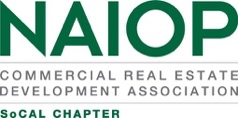 NAIOP
COMMERCIAL REAL ESTATE
DEVELOPMENT ASSOCIATION
SoCAL CHAPTER